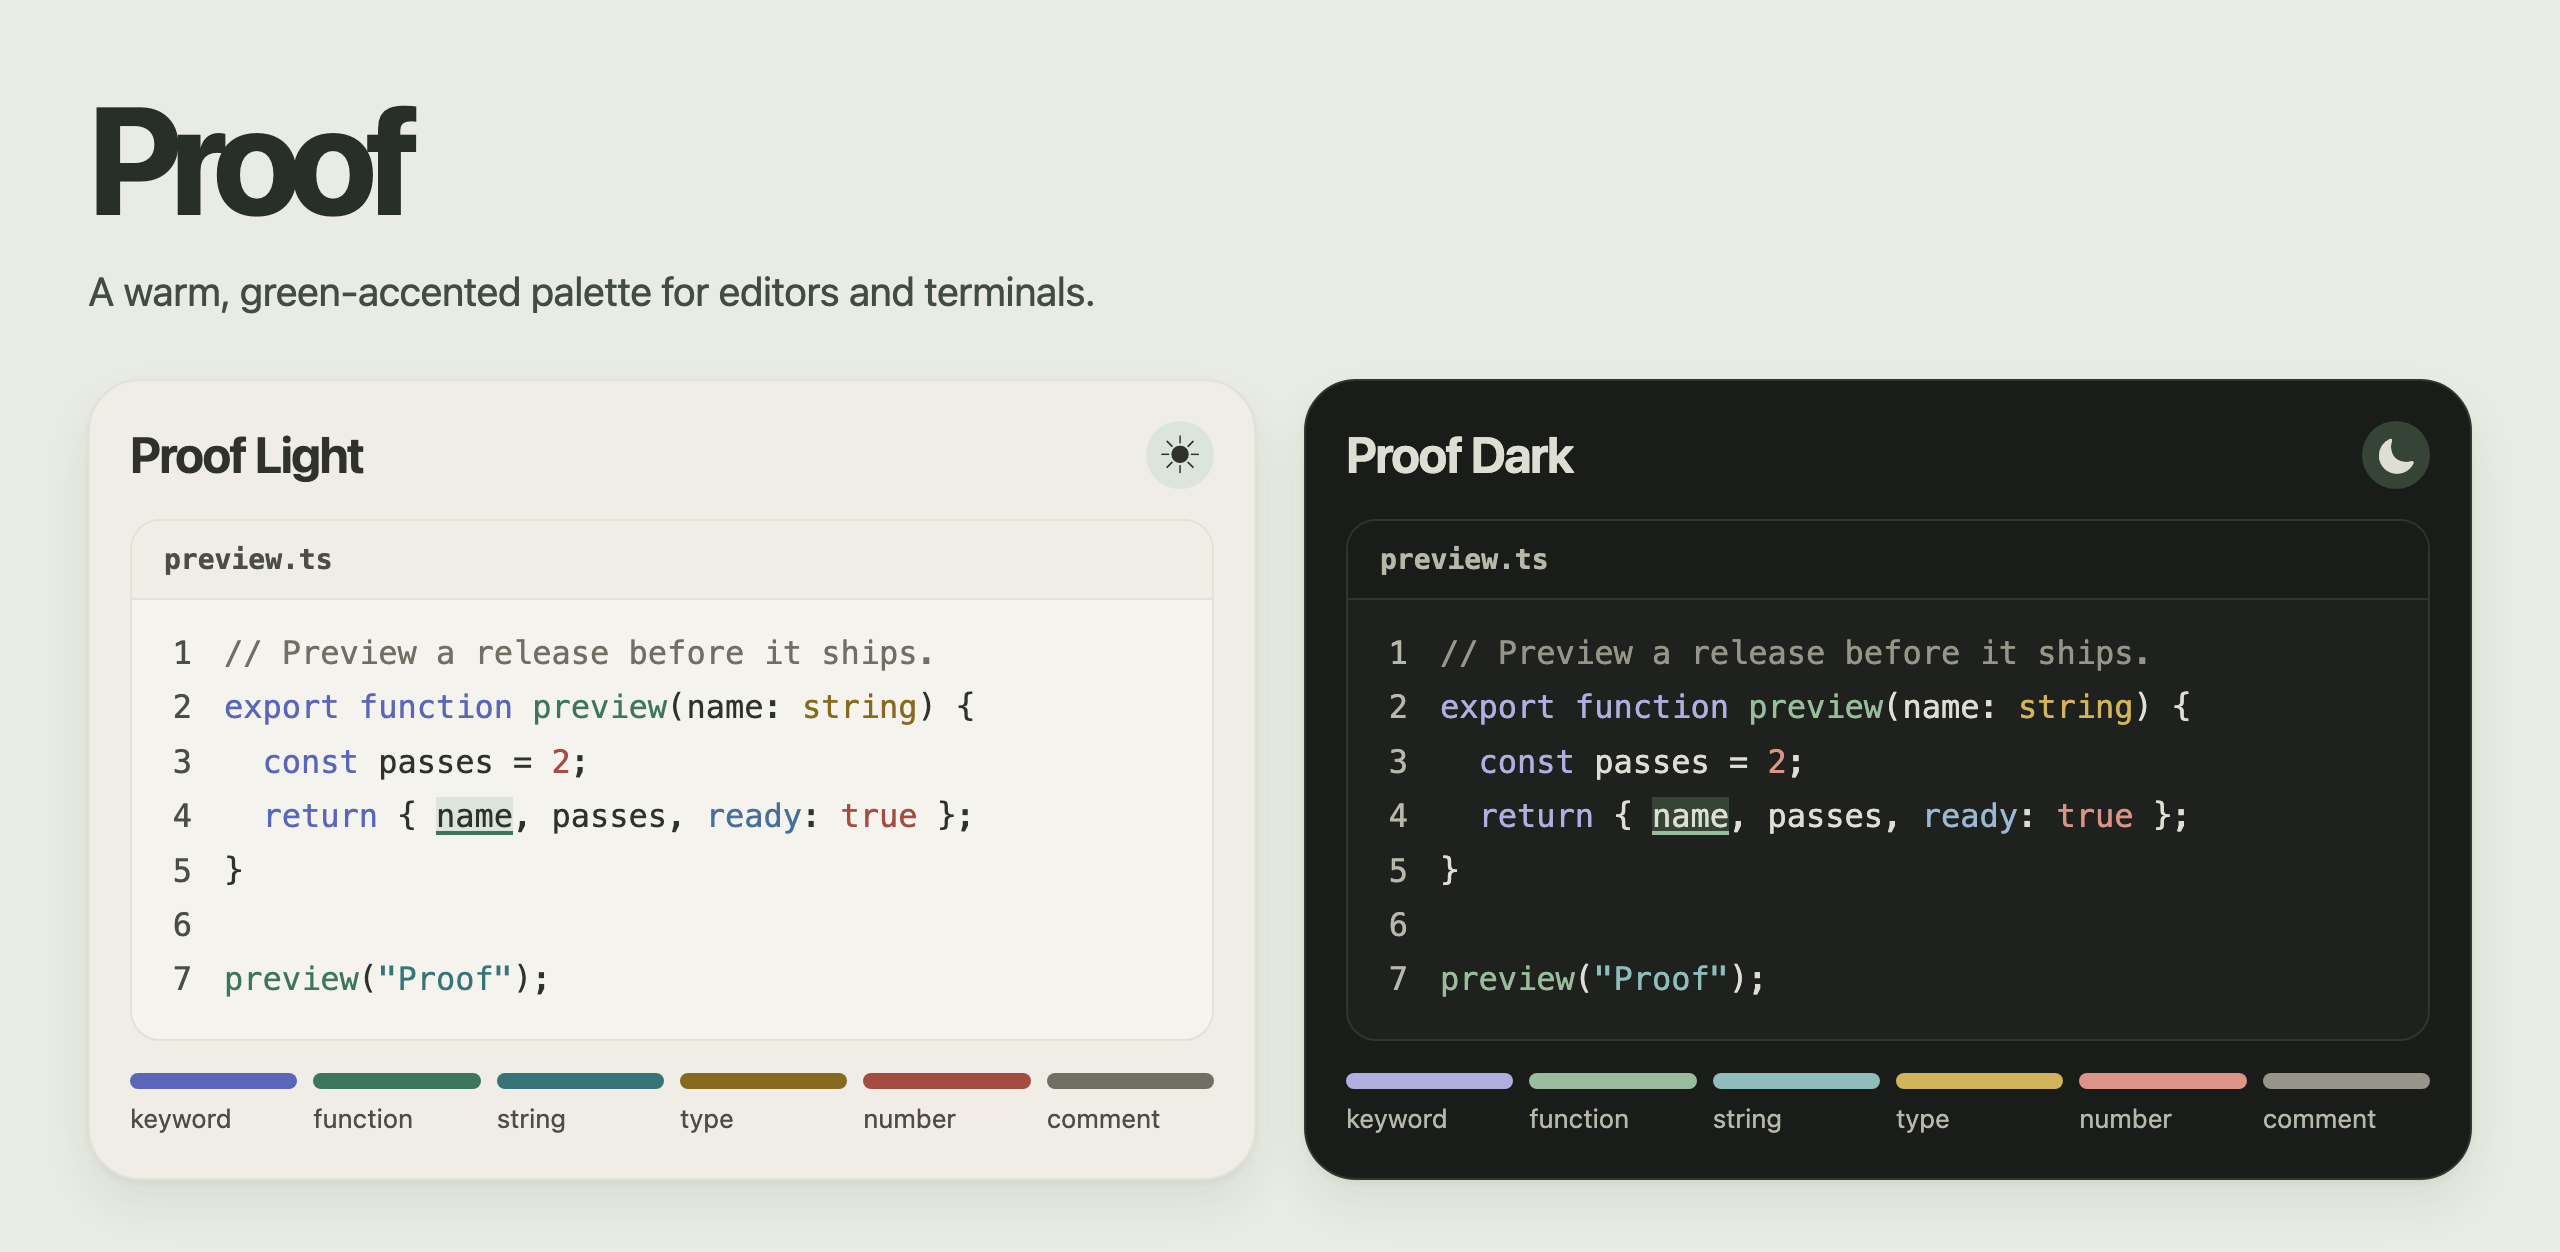 Proof
A warm, green-accented palette for editors and terminals.
Proof Light
preview.ts
1 // Preview a release before it ships.
2 export function preview(name: string) {
3   const passes = 2;
4   return { name, passes, ready: true };
5 }
6
7 preview("Proof");
keyword function string type number comment
Proof Dark
preview.ts
1 // Preview a release before it ships.
2 export function preview(name: string) {
3   const passes = 2;
4   return { name, passes, ready: true };
5 }
6
7 preview("Proof");
keyword function string type number comment